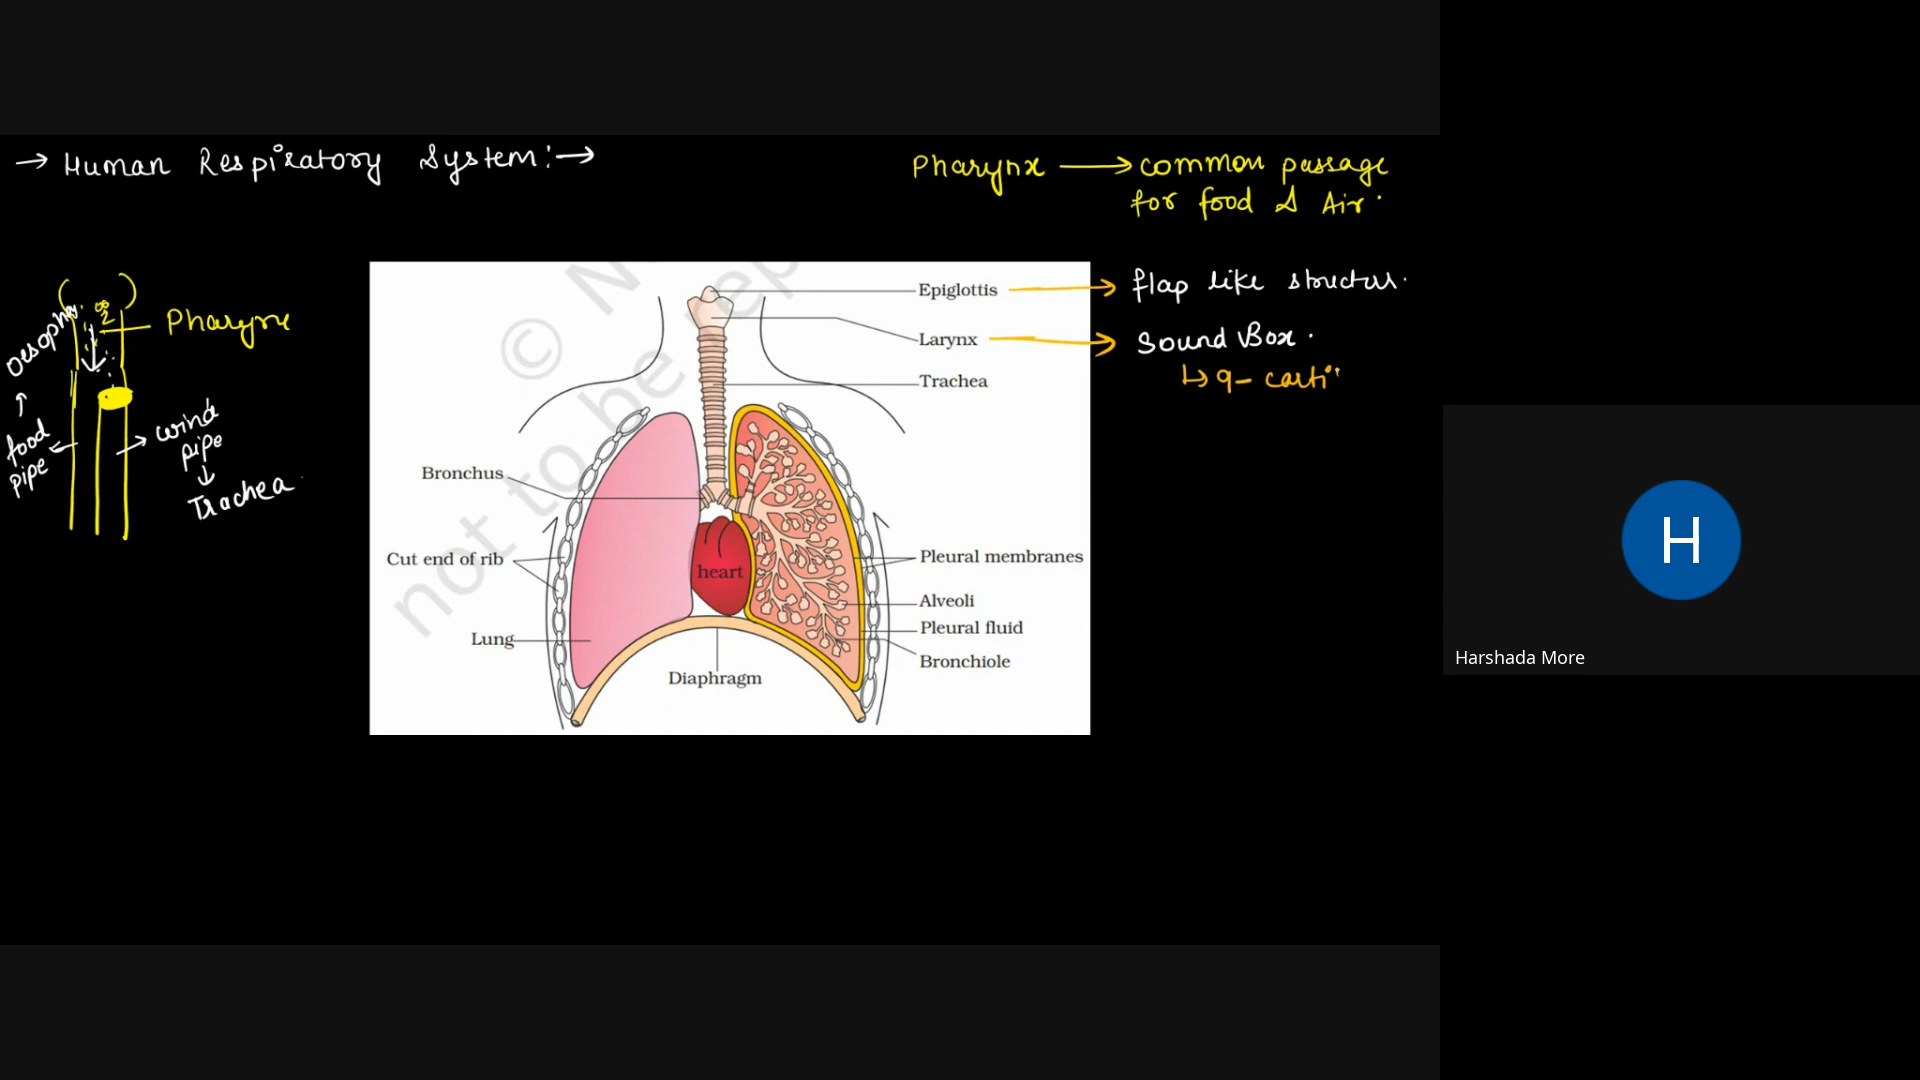 → Human Respiratory System:→
Pharynx → common passage
for food & Air.
Epiglottis → flap like structur.
Larynx → Sound Box.
↳ 9- carti
Trachea
Pharynx
Oesopha.
food
pipe
wind
pipe
↓
Trachea
Bronchus
Cut end of rib
heart
Lung
Diaphragm
Pleural membranes
Alveoli
Pleural fluid
Bronchiole
© N
not to be rep
H
Harshada More